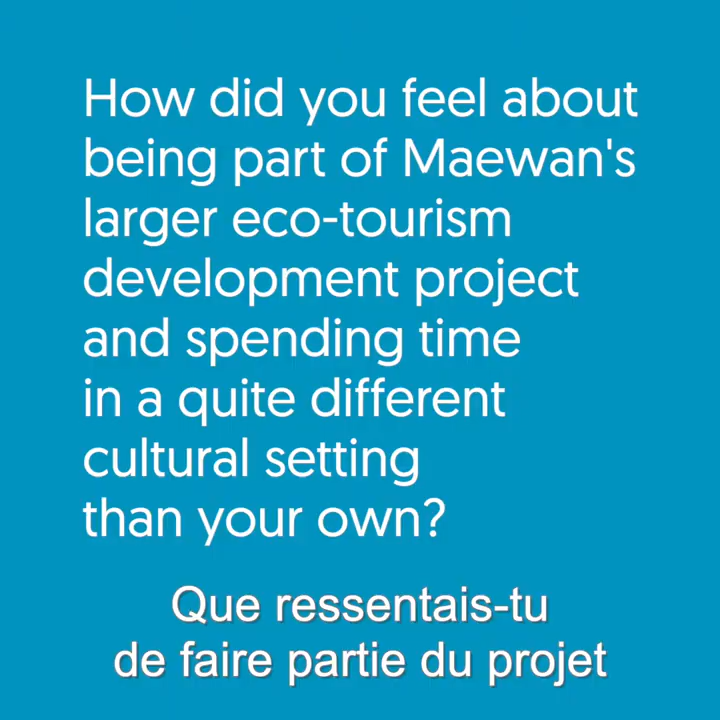 How did you feel about
being part of Maewan's
larger eco-tourism
development project
and spending time
in a quite different
cultural setting
than your own?
Que ressentais-tu
de faire partie du projet